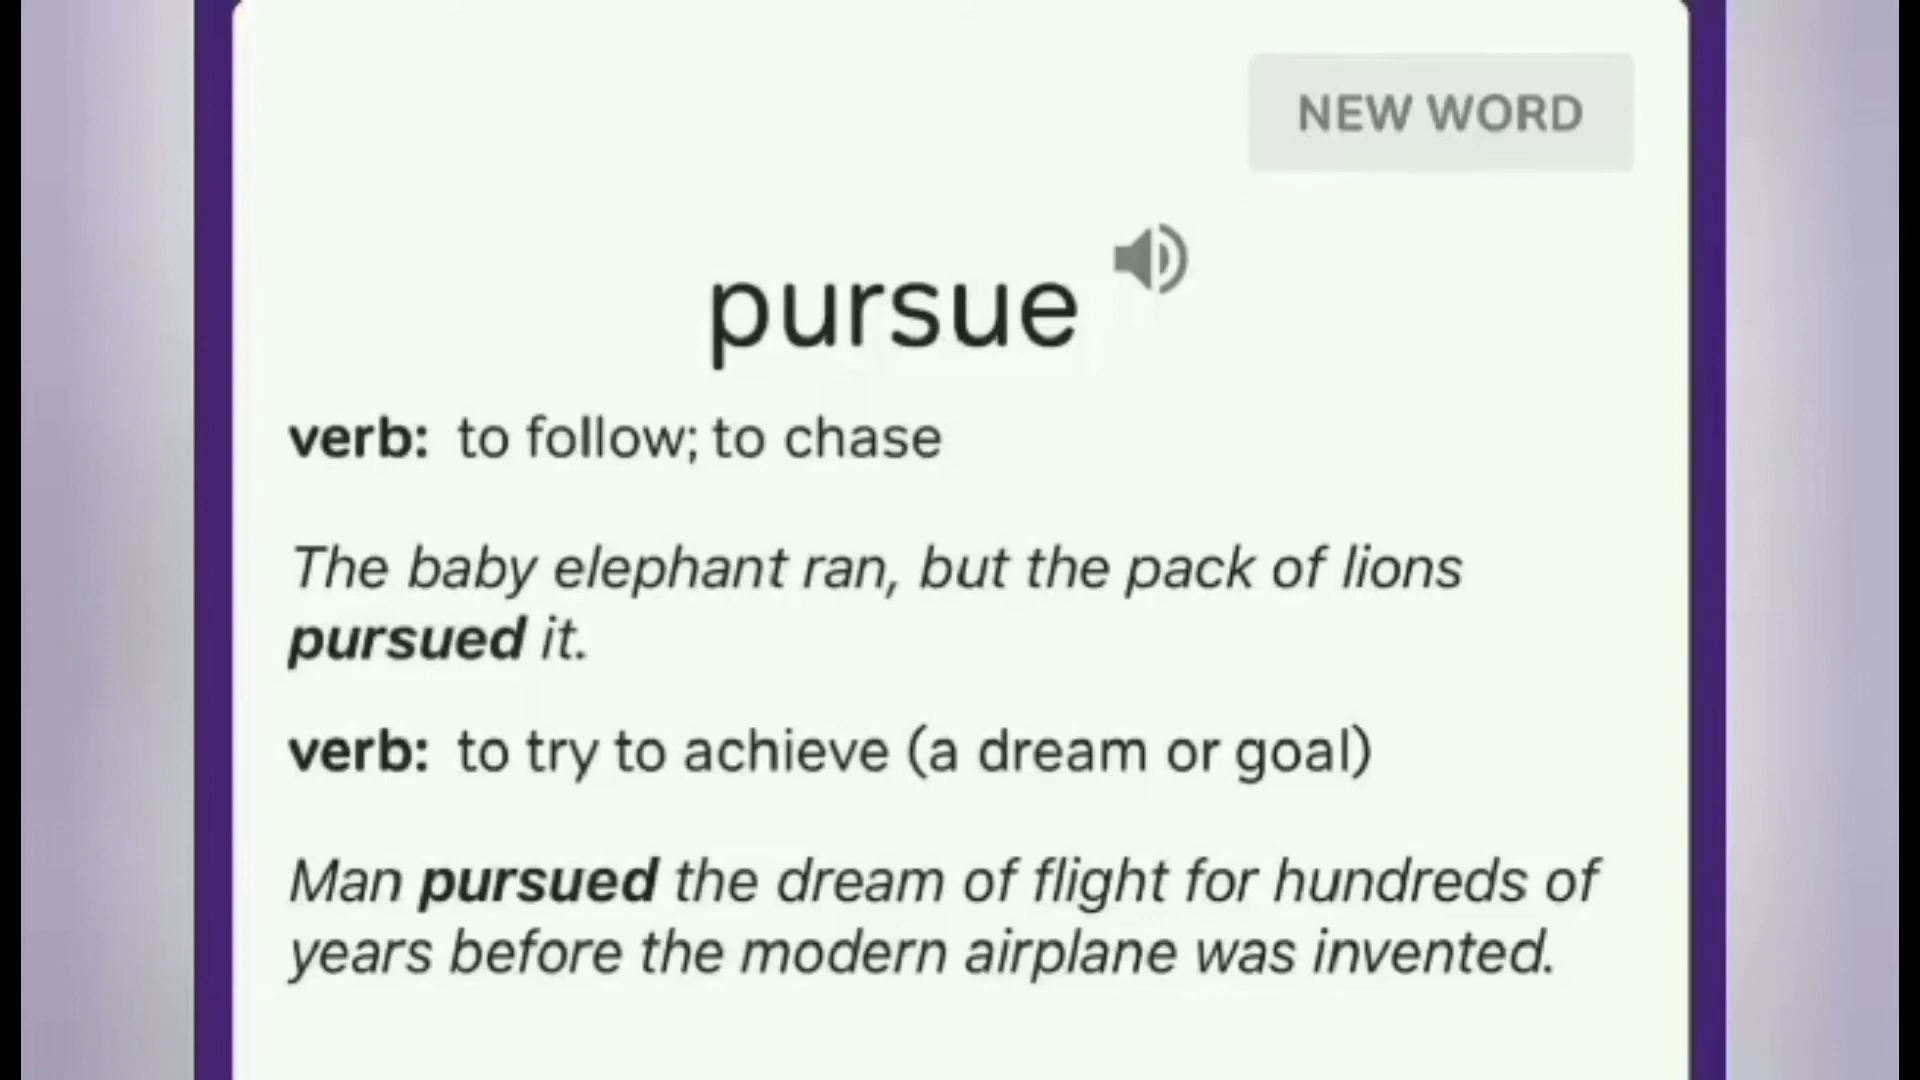 NEW WORD
pursue
verb: to follow; to chase
The baby elephant ran, but the pack of lions
pursued it.
verb: to try to achieve (a dream or goal)
Man pursued the dream of flight for hundreds of
years before the modern airplane was invented.